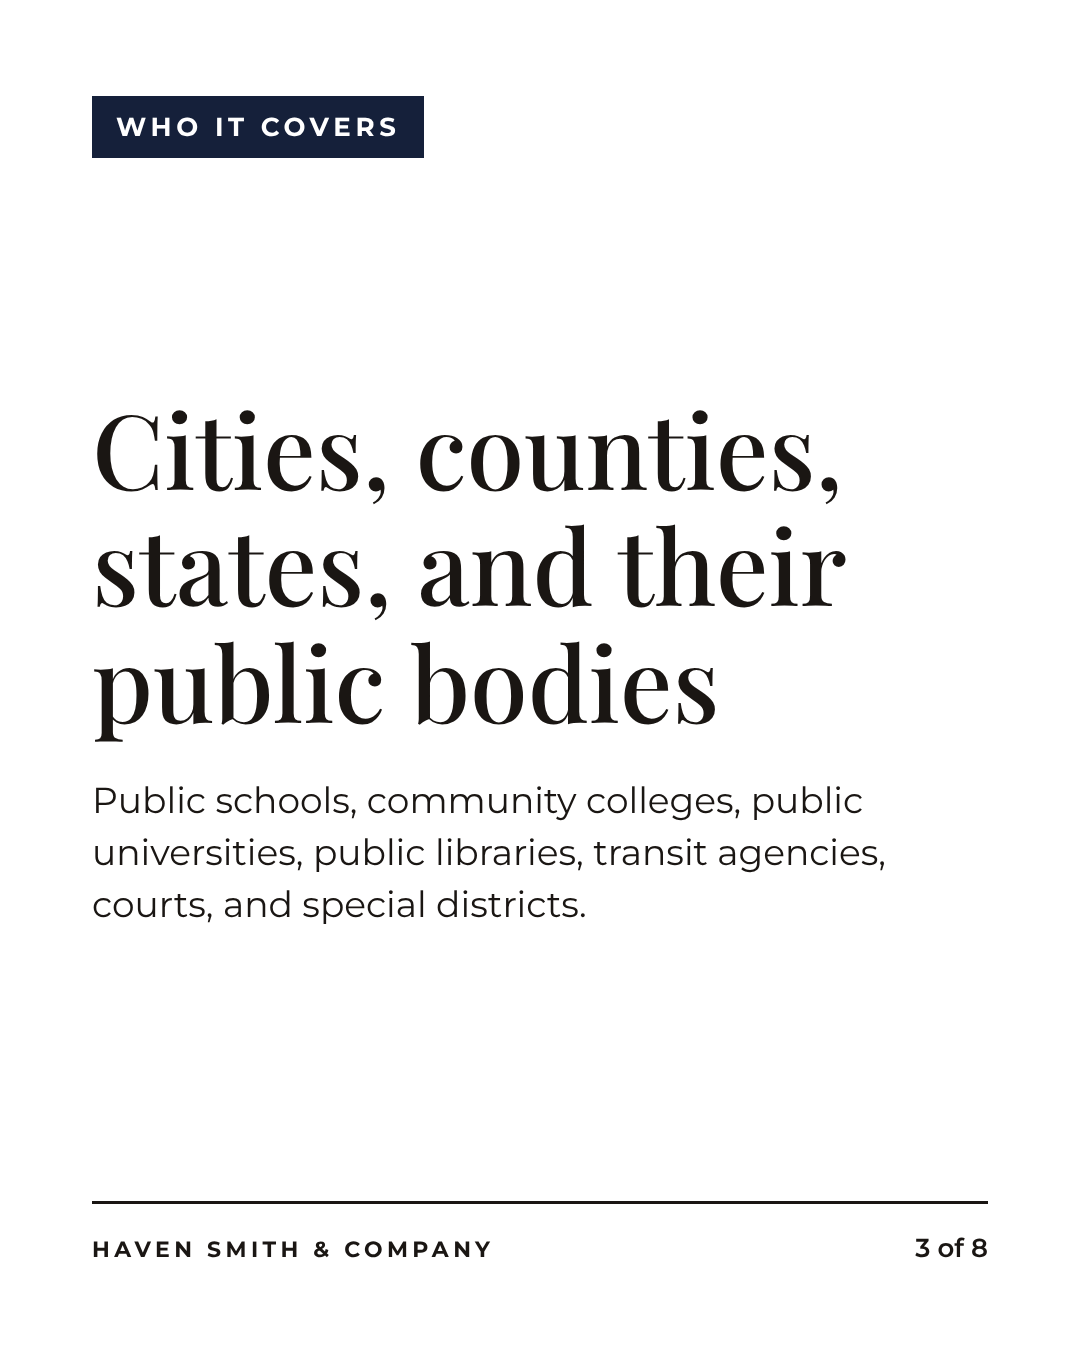 WHO IT COVERS
Cities, counties,
states, and their
public bodies
Public schools, community colleges, public
universities, public libraries, transit agencies,
courts, and special districts.
HAVEN SMITH & COMPANY
3 of 8